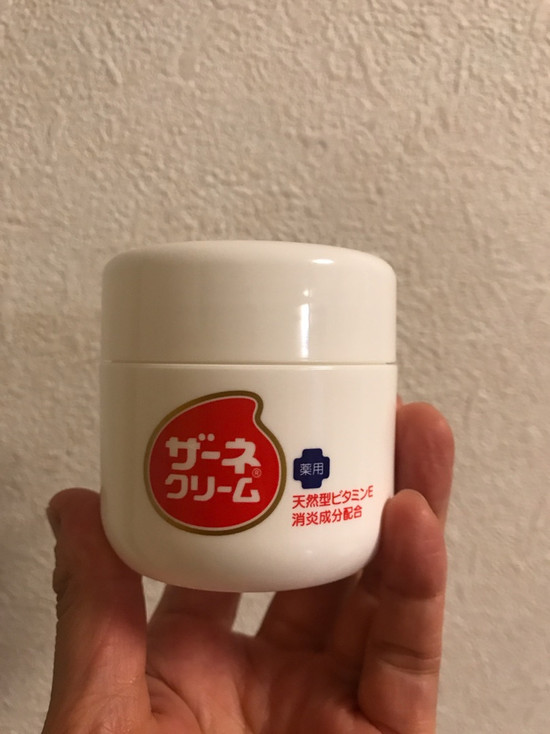 ザーネ®
クリーム
薬用
天然型ビタミンE
消炎成分配合